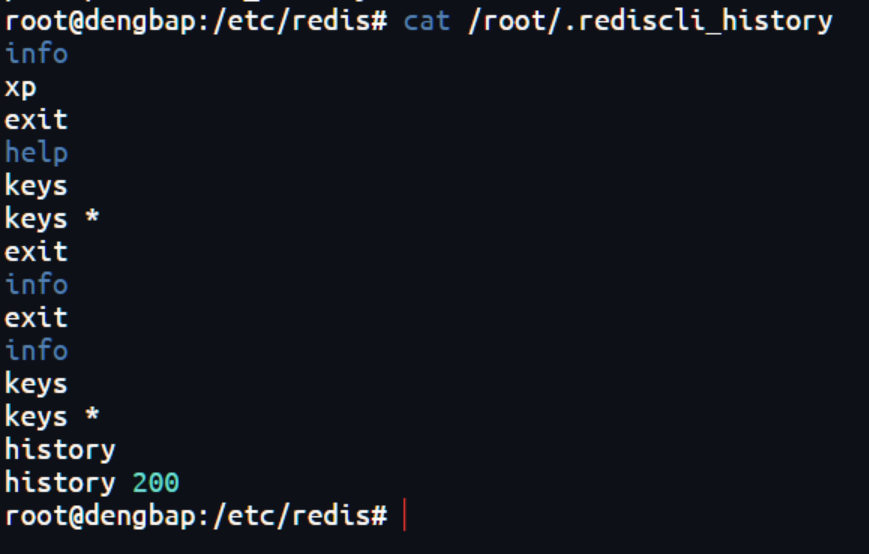 root@dengbap:/etc/redis# cat /root/.rediscli_history
info
xp
exit
help
keys
keys *
exit
info
exit
info
keys
keys *
history
history 200
root@dengbap:/etc/redis#